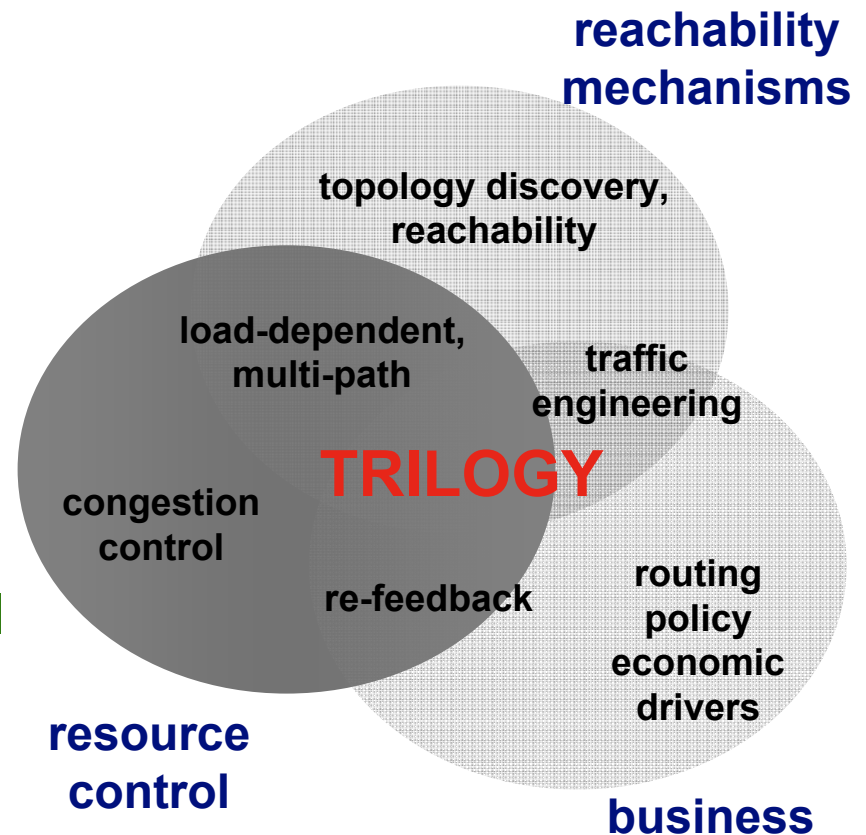 reachability
mechanisms
topology discovery,
reachability
load-dependent,
multi-path
traffic
engineering
TRILOGY
congestion
control
re-feedback
routing
policy
economic
drivers
resource
control
business